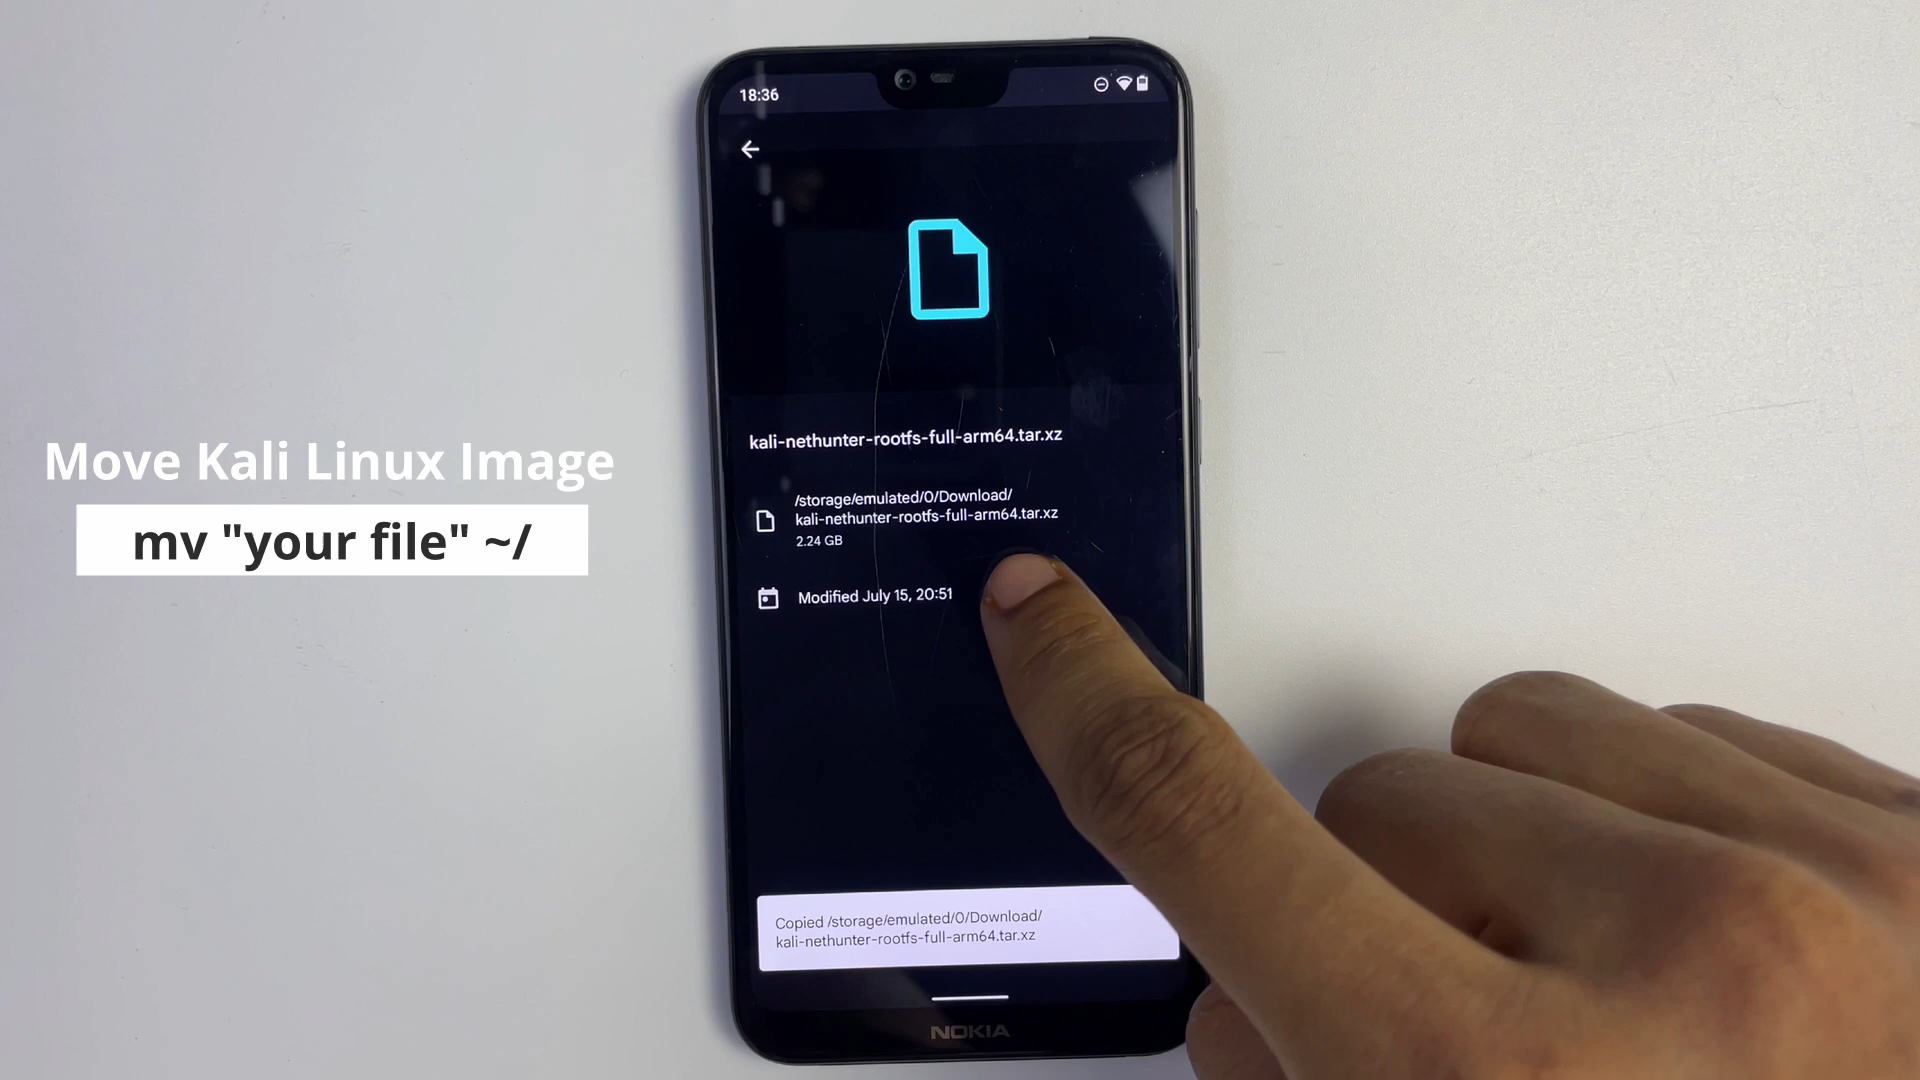 18:36
kali-nethunter-rootfs-full-arm64.tar.xz
/storage/emulated/0/Download/
kali-nethunter-rootfs-full-arm64.tar.xz
2.24 GB
Modified July 15, 20:51
Copied /storage/emulated/0/Download/
kali-nethunter-rootfs-full-arm64.tar.xz
NOKIA
Move Kali Linux Image
mv "your file" ~/